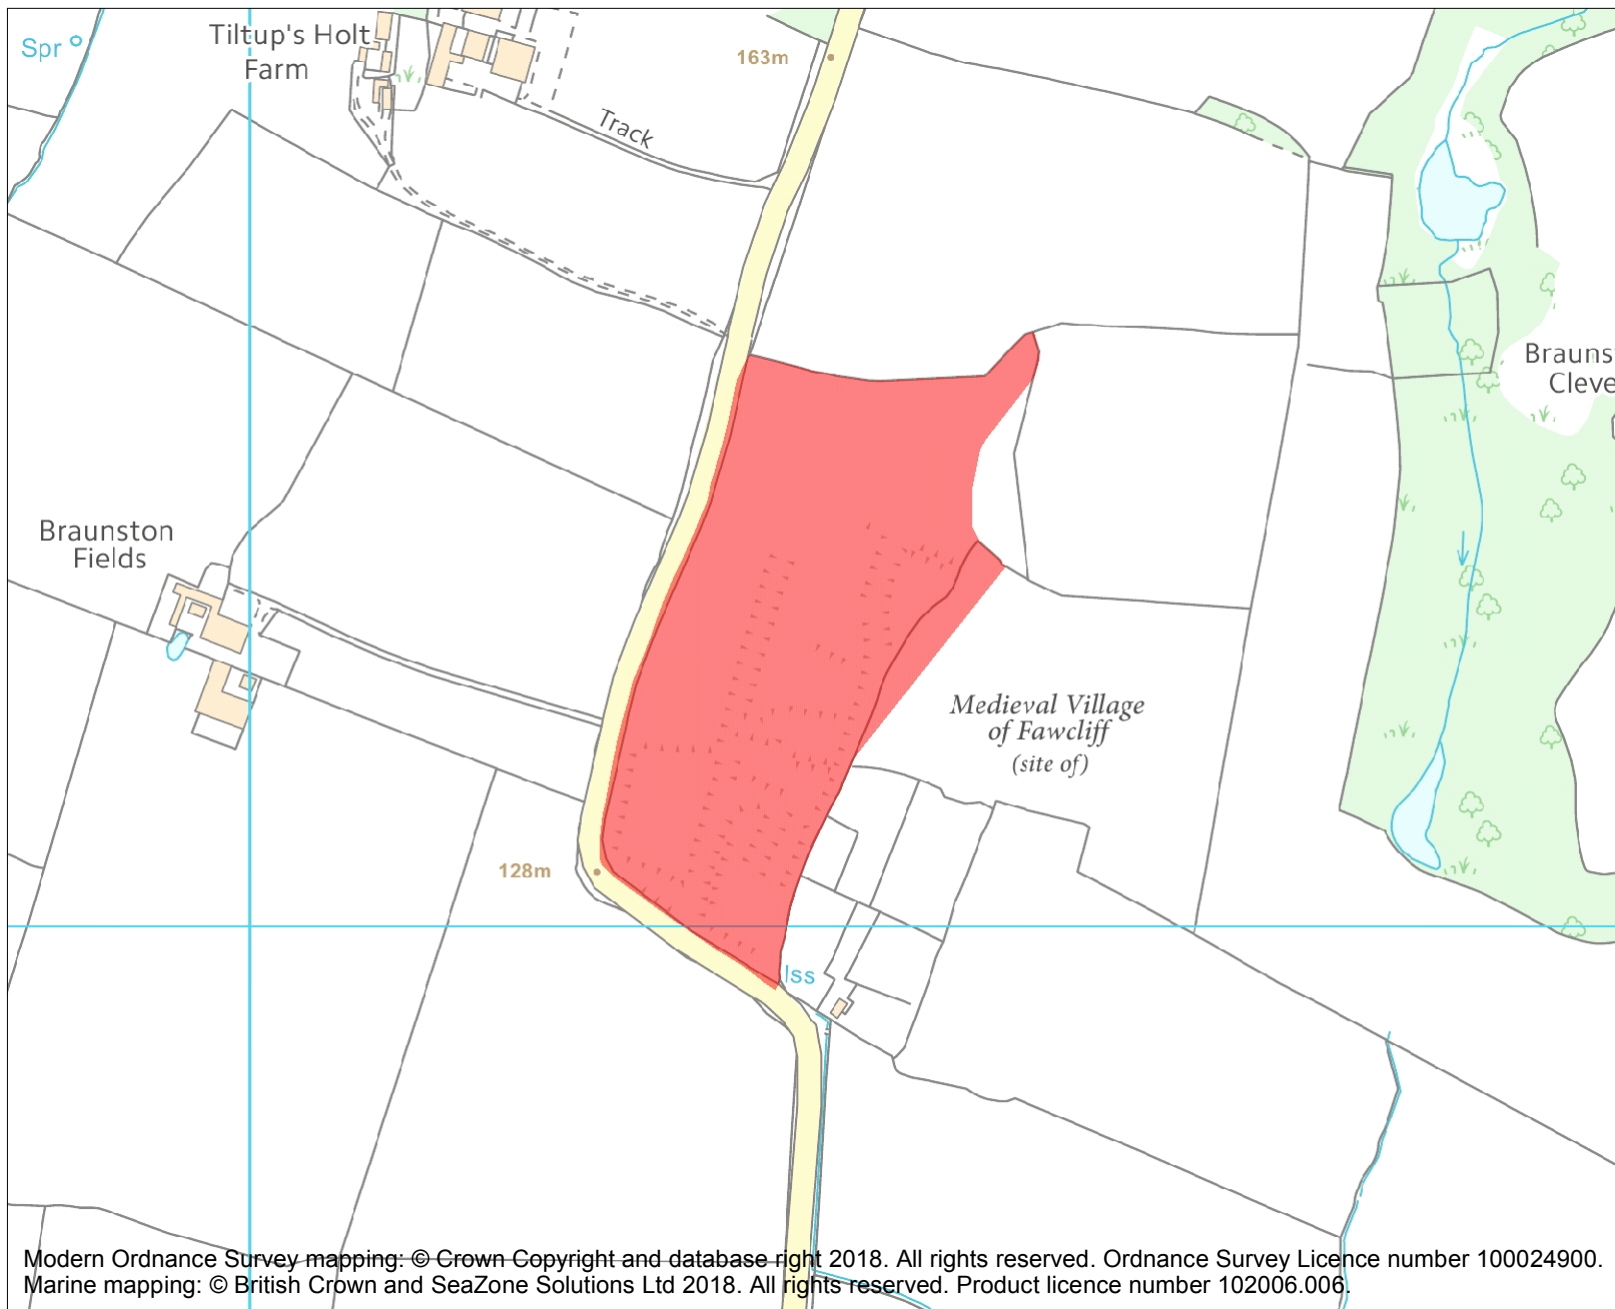 Spr
Tiltup's Holt
Farm
163m
Track
Brauns
Cleve
Braunston
Fields
Medieval Village
of Fawcliff
(site of)
128m
Iss
Modern Ordnance Survey mapping: © Crown Copyright and database right 2018. All rights reserved. Ordnance Survey Licence number 100024900.
Marine mapping: © British Crown and SeaZone Solutions Ltd 2018. All rights reserved. Product licence number 102006.006.